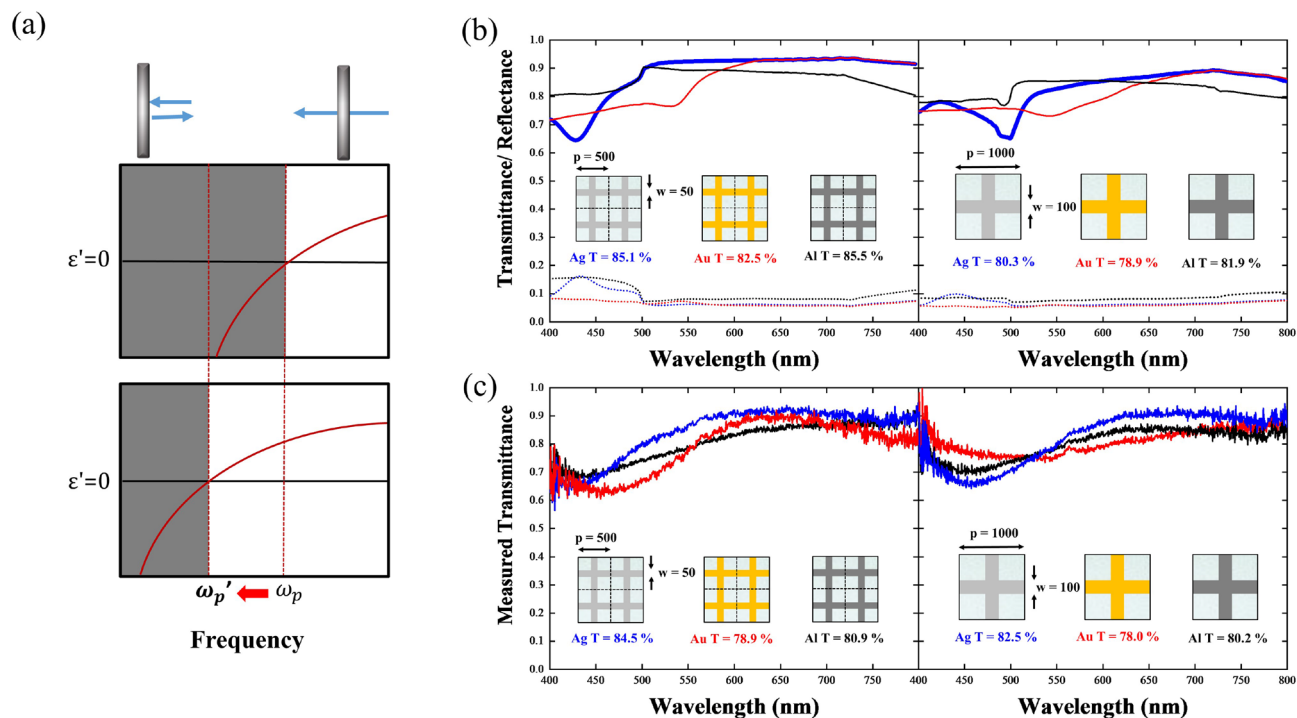 (a)
ε'=0
ε'=0
ωp' ωp
Frequency
(b)
Transmittance/ Reflectance
1.0
0.9
0.8
0.7
0.6
0.5
0.4
0.3
0.2
0.1
0.0
p = 500
w = 50
Ag T = 85.1 %
Au T = 82.5 %
Al T = 85.5 %
p = 1000
w = 100
Ag T = 80.3 %
Au T = 78.9 %
Al T = 81.9 %
400 450 500 550 600 650 700 750 400 450 500 550 600 650 700 750 800
Wavelength (nm) Wavelength (nm)
(c)
Measured Transmittance
1.0
0.9
0.8
0.7
0.6
0.5
0.4
0.3
0.2
0.1
0.0
p = 500
w = 50
Ag T = 84.5 %
Au T = 78.9 %
Al T = 80.9 %
p = 1000
w = 100
Ag T = 82.5 %
Au T = 78.0 %
Al T = 80.2 %
400 450 500 550 600 650 700 750 400 450 500 550 600 650 700 750 800
Wavelength (nm) Wavelength (nm)